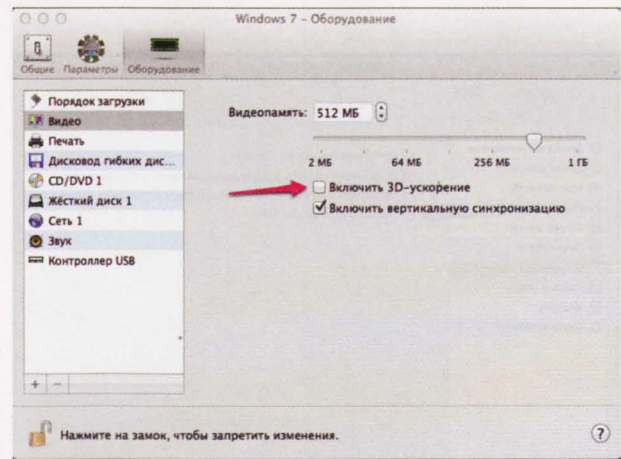 Windows 7 – Оборудование
Общие Параметры Оборудование
Порядок загрузки
Видео
Печать
Дисковод гибких дис...
CD/DVD 1
Жёсткий диск 1
Сеть 1
Звук
Контроллер USB
Видеопамять: 512 МБ
2 МБ 64 МБ 256 МБ 1 ГБ
Включить 3D-ускорение
Включить вертикальную синхронизацию
+ −
Нажмите на замок, чтобы запретить изменения.
?